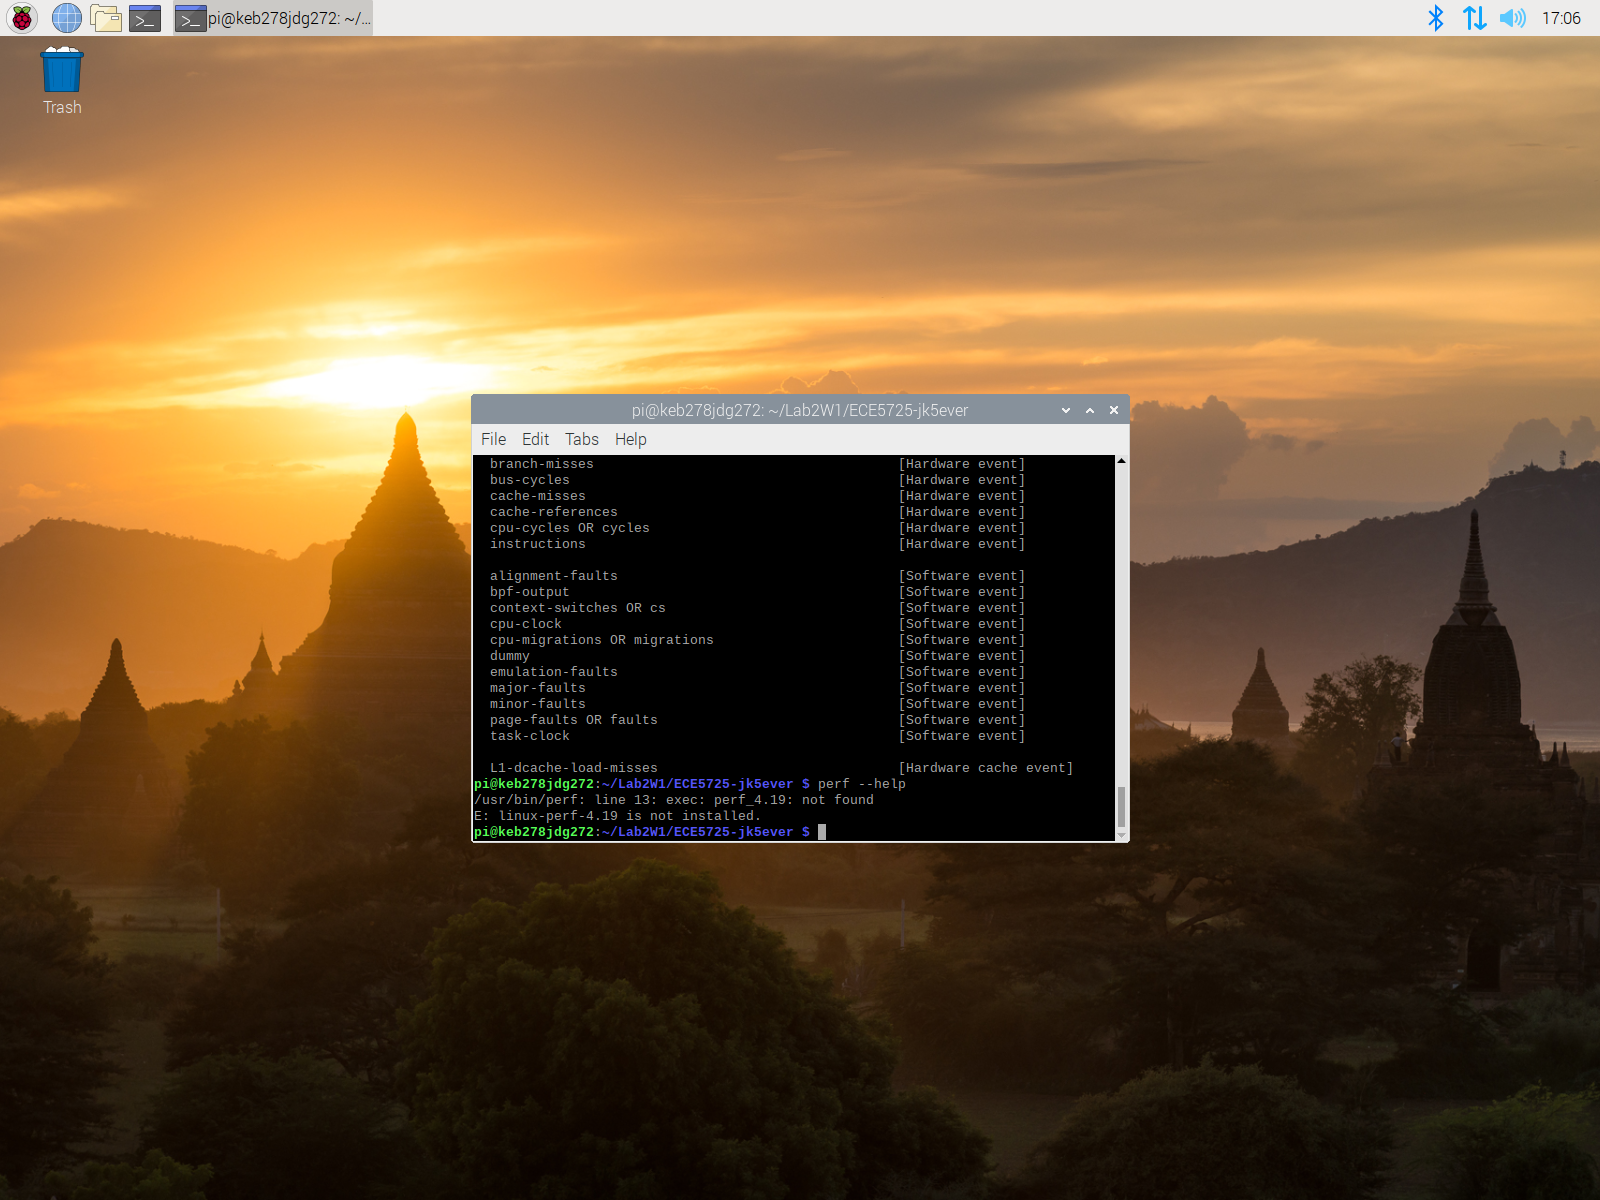 pi@keb278jdg272: ~/...
17:06
Trash
pi@keb278jdg272: ~/Lab2W1/ECE5725-jk5ever
File Edit Tabs Help
branch-misses [Hardware event]
bus-cycles [Hardware event]
cache-misses [Hardware event]
cache-references [Hardware event]
cpu-cycles OR cycles [Hardware event]
instructions [Hardware event]
alignment-faults [Software event]
bpf-output [Software event]
context-switches OR cs [Software event]
cpu-clock [Software event]
cpu-migrations OR migrations [Software event]
dummy [Software event]
emulation-faults [Software event]
major-faults [Software event]
minor-faults [Software event]
page-faults OR faults [Software event]
task-clock [Software event]
L1-dcache-load-misses [Hardware cache event]
pi@keb278jdg272:~/Lab2W1/ECE5725-jk5ever $ perf --help
/usr/bin/perf: line 13: exec: perf_4.19: not found
E: linux-perf-4.19 is not installed.
pi@keb278jdg272:~/Lab2W1/ECE5725-jk5ever $